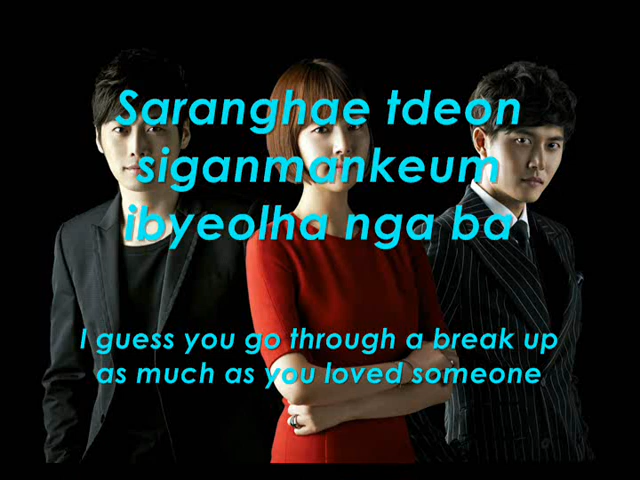 Saranghae tdeon
siganmankeum
ibyeolha nga ba
I guess you go through a break up
as much as you loved someone